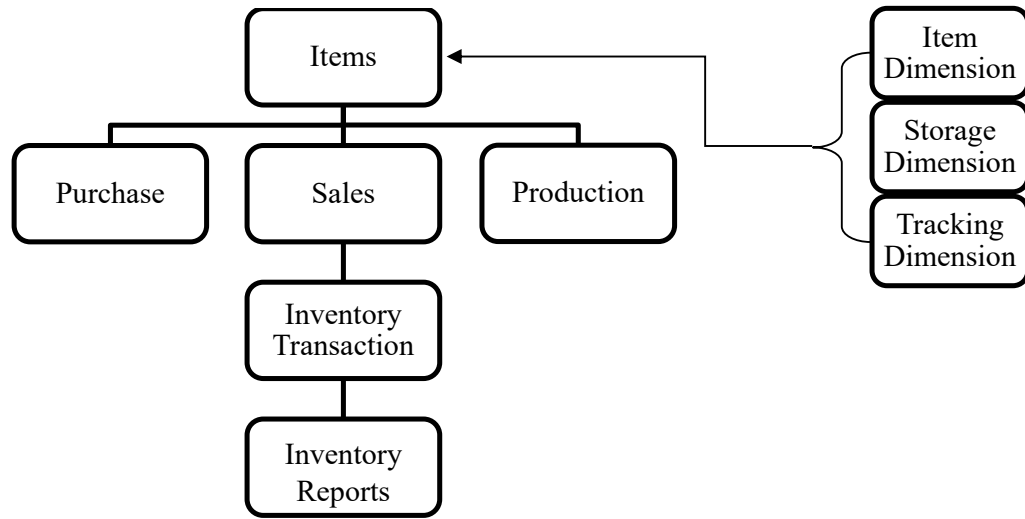 Items
Item
Dimension
Storage
Dimension
Tracking
Dimension
Purchase
Sales
Production
Inventory
Transaction
Inventory
Reports